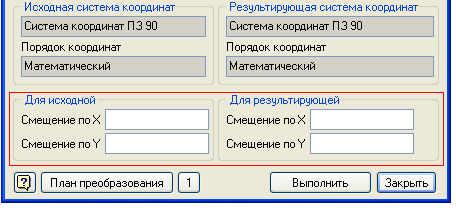 Исходная система координат Результирующая система координат
Система координат ПЗ 90 Система координат ПЗ 90
Порядок координат Порядок координат
Математический Математический
Для исходной Для результирующей
Смещение по X Смещение по X
Смещение по Y Смещение по Y
? План преобразования 1 Выполнить Закрыть